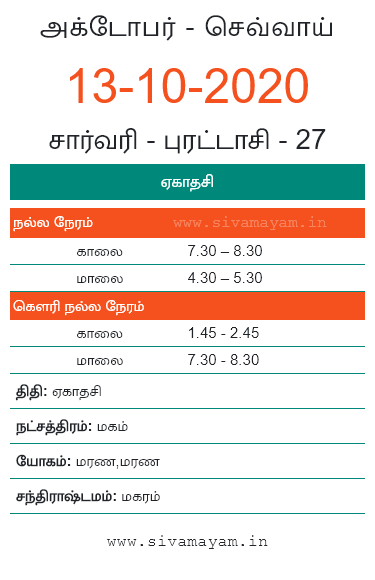 அக்டோபர் - செவ்வாய்
13-10-2020
சார்வரி - புரட்டாசி - 27
ஏகாதசி
நல்ல நேரம் www.sivamayam.in
காலை 7.30 – 8.30
மாலை 4.30 – 5.30
கௌரி நல்ல நேரம்
காலை 1.45 - 2.45
மாலை 7.30 - 8.30
திதி: ஏகாதசி
நட்சத்திரம்: மகம்
யோகம்: மரண,மரண
சந்திராஷ்டமம்: மகரம்
www.sivamayam.in